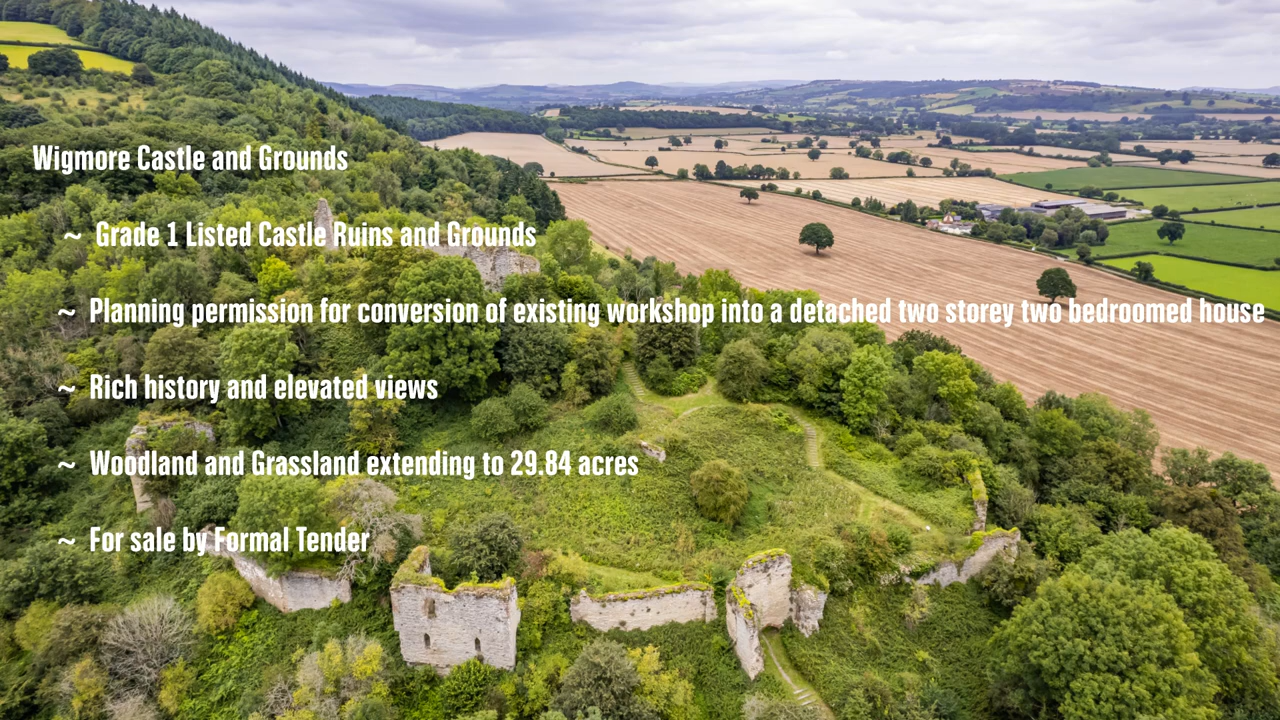 Wigmore Castle and Grounds
~ Grade 1 Listed Castle Ruins and Grounds
~ Planning permission for conversion of existing workshop into a detached two storey two bedroomed house
~ Rich history and elevated views
~ Woodland and Grassland extending to 29.84 acres
~ For sale by Formal Tender